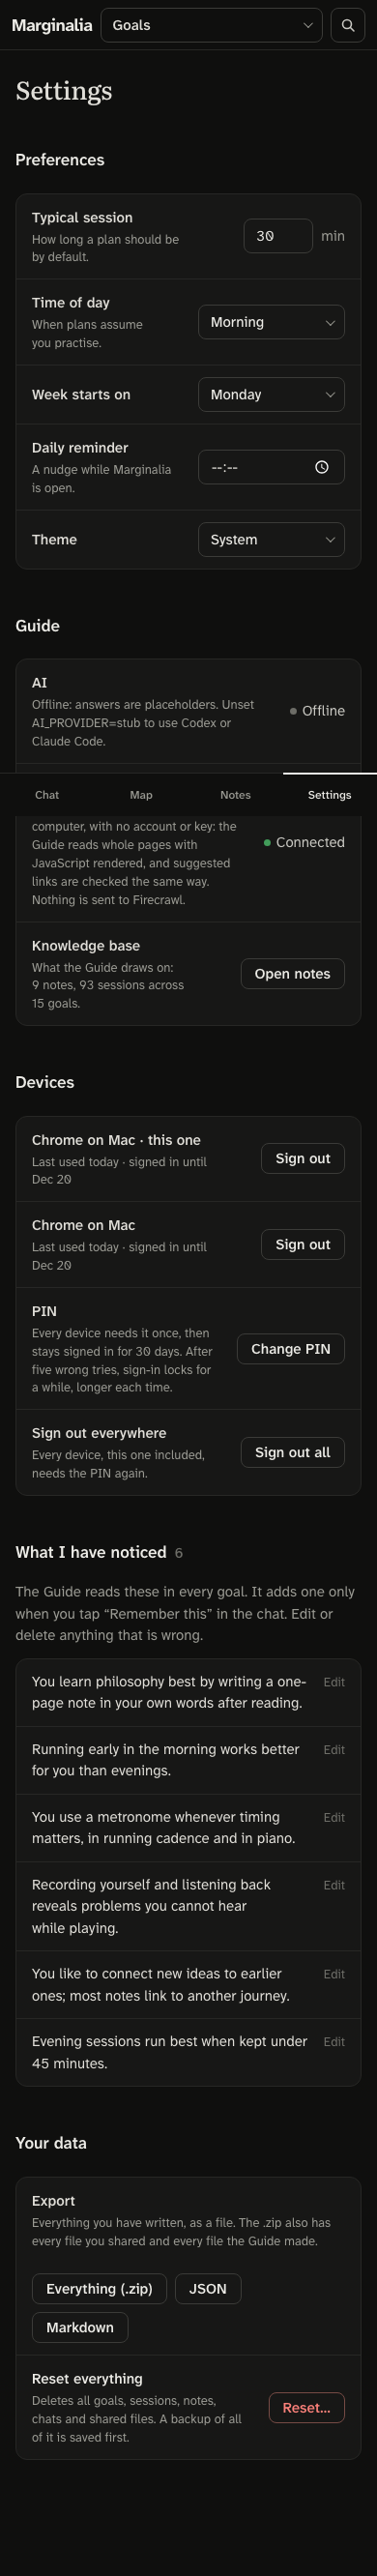 Marginalia
Goals
Settings
Preferences
Typical session
How long a plan should be
by default.
30
min
Time of day
When plans assume
you practise.
Morning
Week starts on
Monday
Daily reminder
A nudge while Marginalia
is open.
--:--
Theme
System
Guide
AI
Offline: answers are placeholders. Unset
AI_PROVIDER=stub to use Codex or
Claude Code.
Offline
Chat
Map
Notes
Settings
computer, with no account or key: the
Guide reads whole pages with
JavaScript rendered, and suggested
links are checked the same way.
Nothing is sent to Firecrawl.
Connected
Knowledge base
What the Guide draws on:
9 notes, 93 sessions across
15 goals.
Open notes
Devices
Chrome on Mac · this one
Last used today · signed in until
Dec 20
Sign out
Chrome on Mac
Last used today · signed in until
Dec 20
Sign out
PIN
Every device needs it once, then
stays signed in for 30 days. After
five wrong tries, sign-in locks for
a while, longer each time.
Change PIN
Sign out everywhere
Every device, this one included,
needs the PIN again.
Sign out all
What I have noticed 6
The Guide reads these in every goal. It adds one only
when you tap “Remember this” in the chat. Edit or
delete anything that is wrong.
You learn philosophy best by writing a one-
page note in your own words after reading.
Edit
Running early in the morning works better
for you than evenings.
Edit
You use a metronome whenever timing
matters, in running cadence and in piano.
Edit
Recording yourself and listening back
reveals problems you cannot hear
while playing.
Edit
You like to connect new ideas to earlier
ones; most notes link to another journey.
Edit
Evening sessions run best when kept under
45 minutes.
Edit
Your data
Export
Everything you have written, as a file. The .zip also has
every file you shared and every file the Guide made.
Everything (.zip)
JSON
Markdown
Reset everything
Deletes all goals, sessions, notes,
chats and shared files. A backup of all
of it is saved first.
Reset…